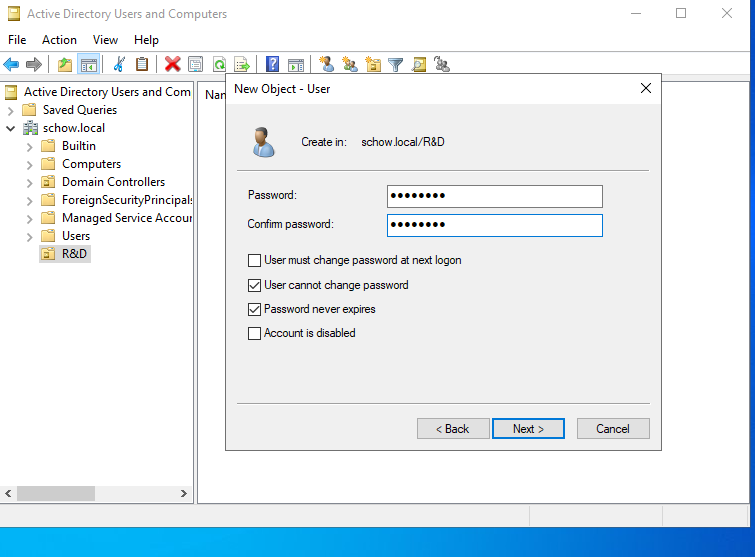 Active Directory Users and Computers
File Action View Help
Active Directory Users and Com
Saved Queries
schow.local
Builtin
Computers
Domain Controllers
ForeignSecurityPrincipals
Managed Service Accour
Users
R&D
Nan
New Object - User
Create in: schow.local/R&D
Password: ••••••••
Confirm password: ••••••••
User must change password at next logon
User cannot change password
Password never expires
Account is disabled
< Back Next > Cancel